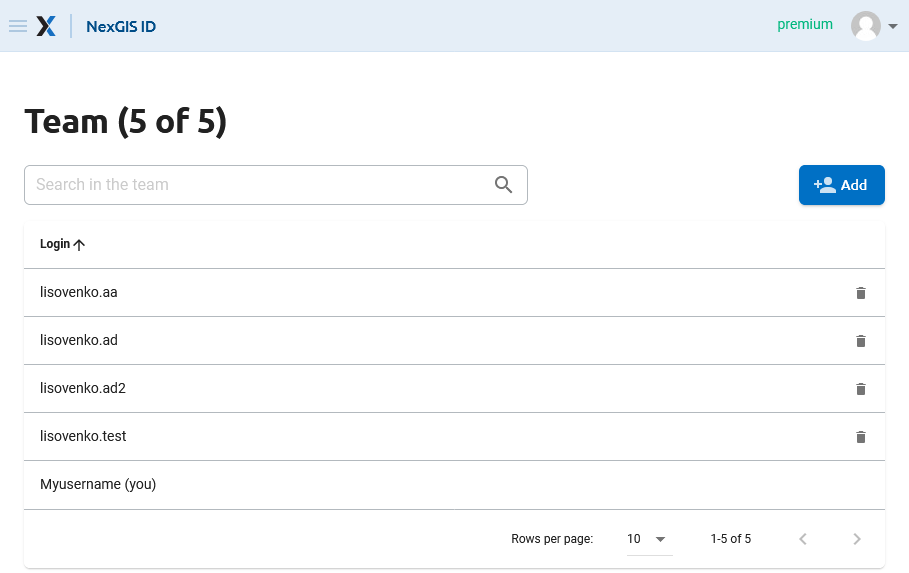 NexGIS ID
premium
Team (5 of 5)
Search in the team
Add
Login
lisovenko.aa
lisovenko.ad
lisovenko.ad2
lisovenko.test
Myusername (you)
Rows per page: 10 1-5 of 5